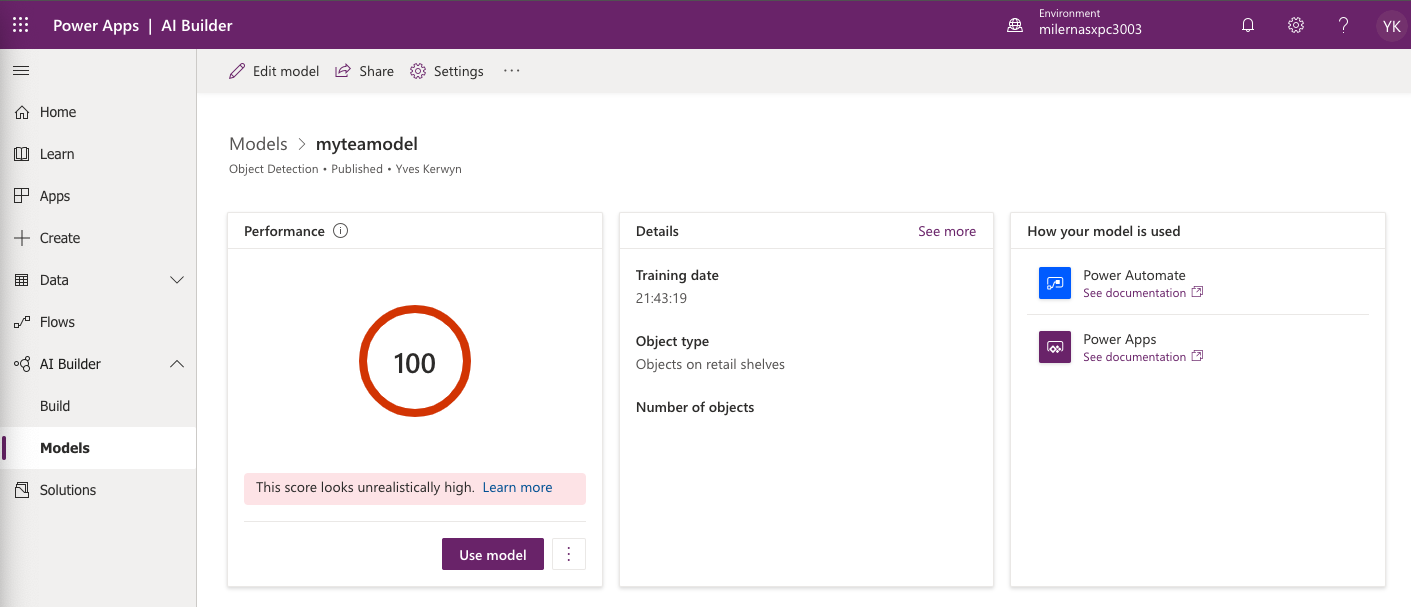 Power Apps | AI Builder
Environment
milernasxpc3003
YK
Edit model
Share
Settings
Home
Learn
Apps
Create
Data
Flows
AI Builder
Build
Models
Solutions
Models > myteamodel
Object Detection • Published • Yves Kerwyn
Performance
100
This score looks unrealistically high. Learn more
Use model
Details
See more
Training date
21:43:19
Object type
Objects on retail shelves
Number of objects
How your model is used
Power Automate
See documentation
Power Apps
See documentation